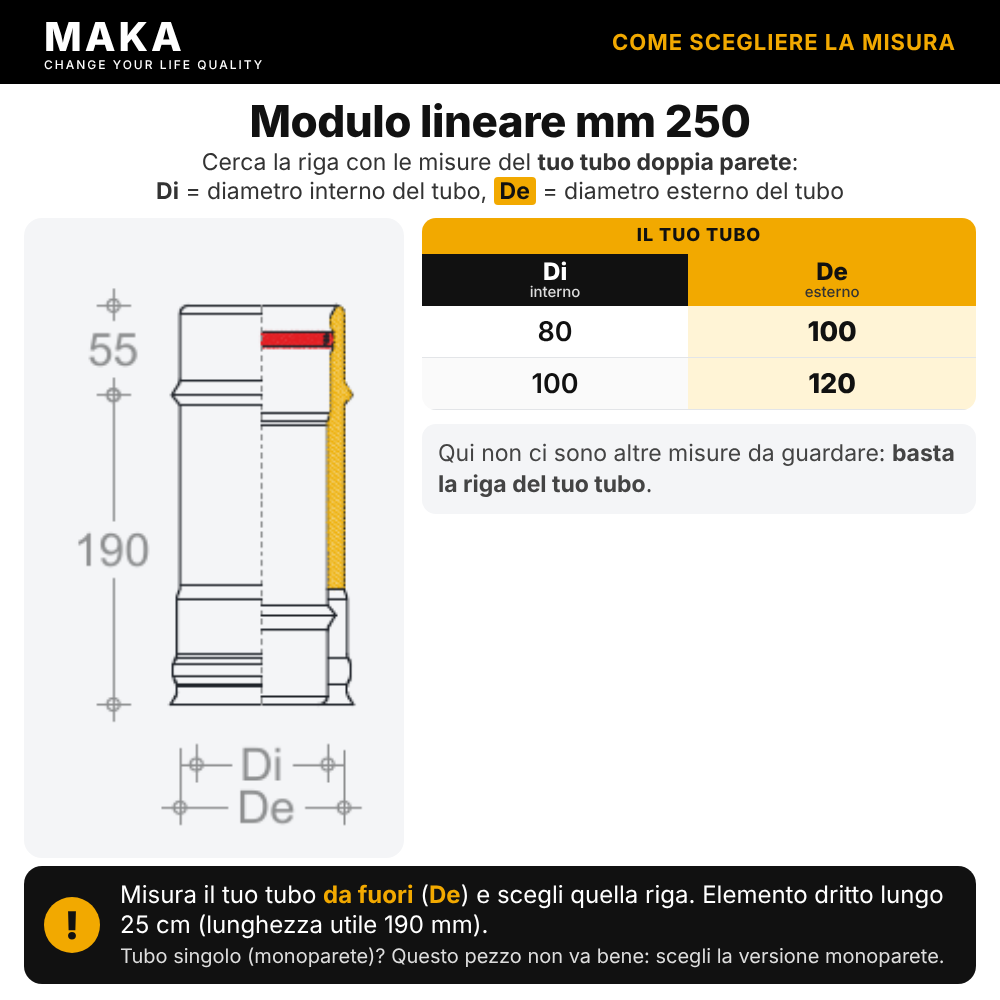 MAKA
CHANGE YOUR LIFE QUALITY
COME SCEGLIERE LA MISURA
Modulo lineare mm 250
Cerca la riga con le misure del tuo tubo doppia parete:
Di = diametro interno del tubo, De = diametro esterno del tubo
55
190
Di
De
IL TUO TUBO
Di De
interno esterno
80 100
100 120
Qui non ci sono altre misure da guardare: basta
la riga del tuo tubo.
!
Misura il tuo tubo da fuori (De) e scegli quella riga. Elemento dritto lungo
25 cm (lunghezza utile 190 mm).
Tubo singolo (monoparete)? Questo pezzo non va bene: scegli la versione monoparete.